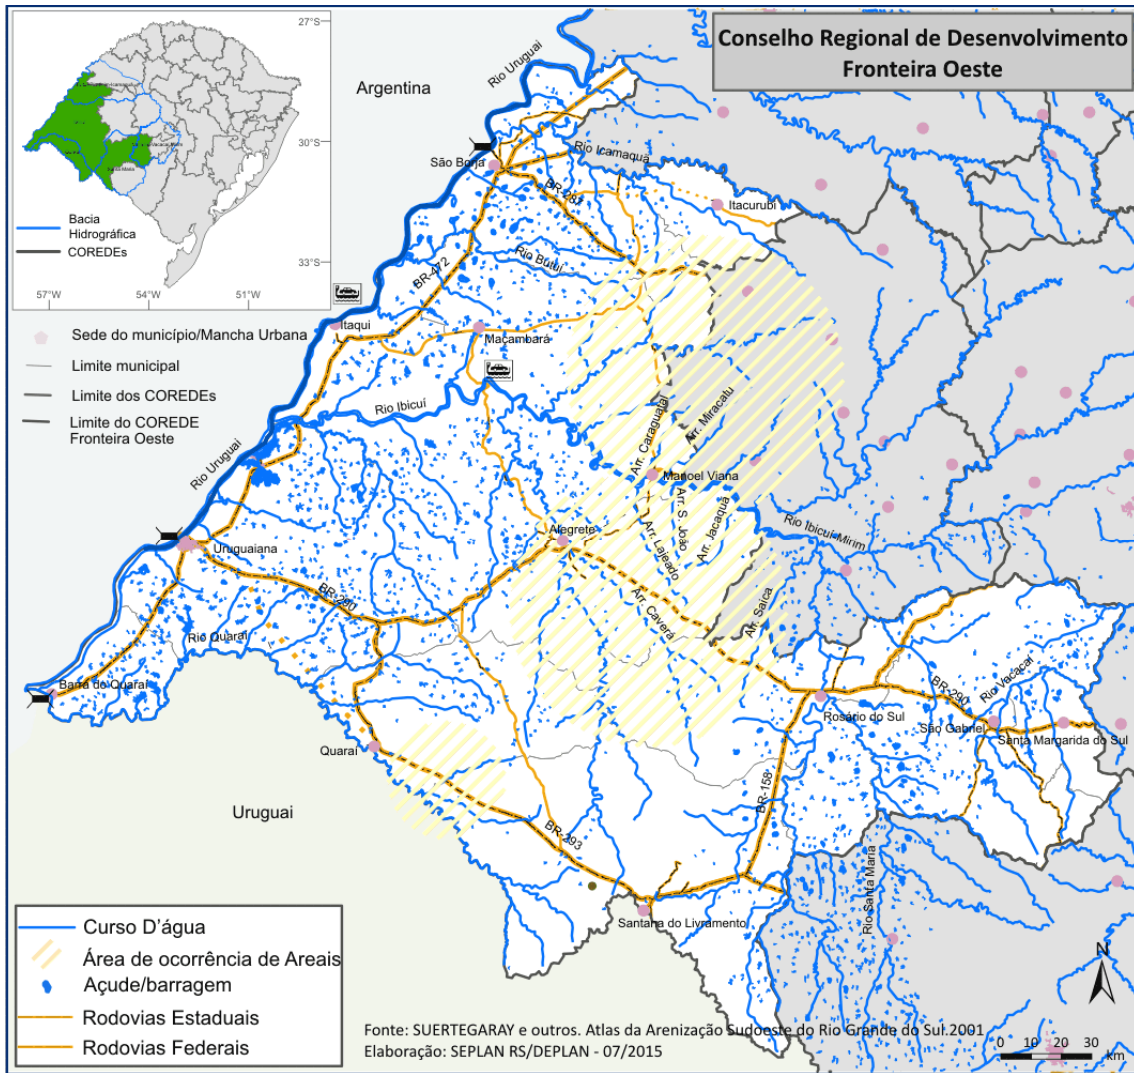 Conselho Regional de Desenvolvimento
Fronteira Oeste
27°S
30°S
33°S
57°W
54°W
51°W
Bacia
Hidrográfica
COREDEs
Sede do município/Mancha Urbana
Limite municipal
Limite dos COREDEs
Limite do COREDE
Fronteira Oeste
Argentina
Rio Uruguai
São Borja
Rio Icamaquã
BR-287
Itacurubi
Rio Butuí
BR-472
Itaqui
Maçambará
Rio Ibicuí
Arr. Miracatu
Arr. Caraguataí
Rio Uruguai
Manoel Viana
Arr. S. João
Arr. Jacaquá
Arr. Lajeado
Rio Ibicuí-Mirim
Alegrete
Uruguaiana
BR-290
Arr. Caverá
Arr. Saica
Rio Quaraí
Barra do Quaraí
Rosário do Sul
BR-290
Rio Vacacaí
São Gabriel
Santa Margarida do Sul
Quaraí
BR-158
Uruguai
BR-293
Rio Santa Maria
Santana do Livramento
Curso D'água
Área de ocorrência de Areais
Açude/barragem
Rodovias Estaduais
Rodovias Federais
N
Fonte: SUERTEGARAY e outros. Atlas da Arenização Sudoeste do Rio Grande do Sul.2001
Elaboração: SEPLAN RS/DEPLAN - 07/2015
0 10 20 30
km